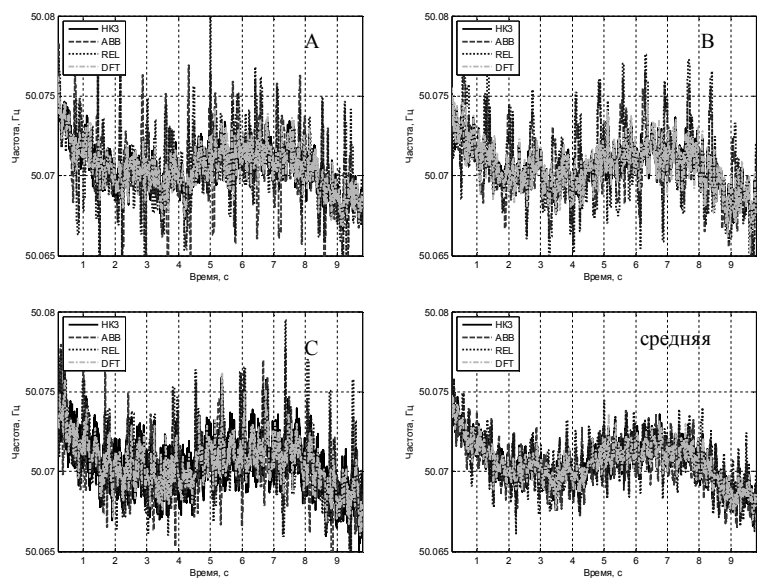 50.08
НКЗ
ABB
REL
DFT
A
50.075
Частота, Гц
50.07
50.065
1 2 3 4 5 6 7 8 9
Время, с
50.08
НКЗ
ABB
REL
DFT
B
50.075
Частота, Гц
50.07
50.065
1 2 3 4 5 6 7 8 9
Время, с
50.08
НКЗ
ABB
REL
DFT
C
50.075
Частота, Гц
50.07
50.065
1 2 3 4 5 6 7 8 9
Время, с
50.08
НКЗ
ABB
REL
DFT
средняя
50.075
Частота, Гц
50.07
50.065
1 2 3 4 5 6 7 8 9
Время, с